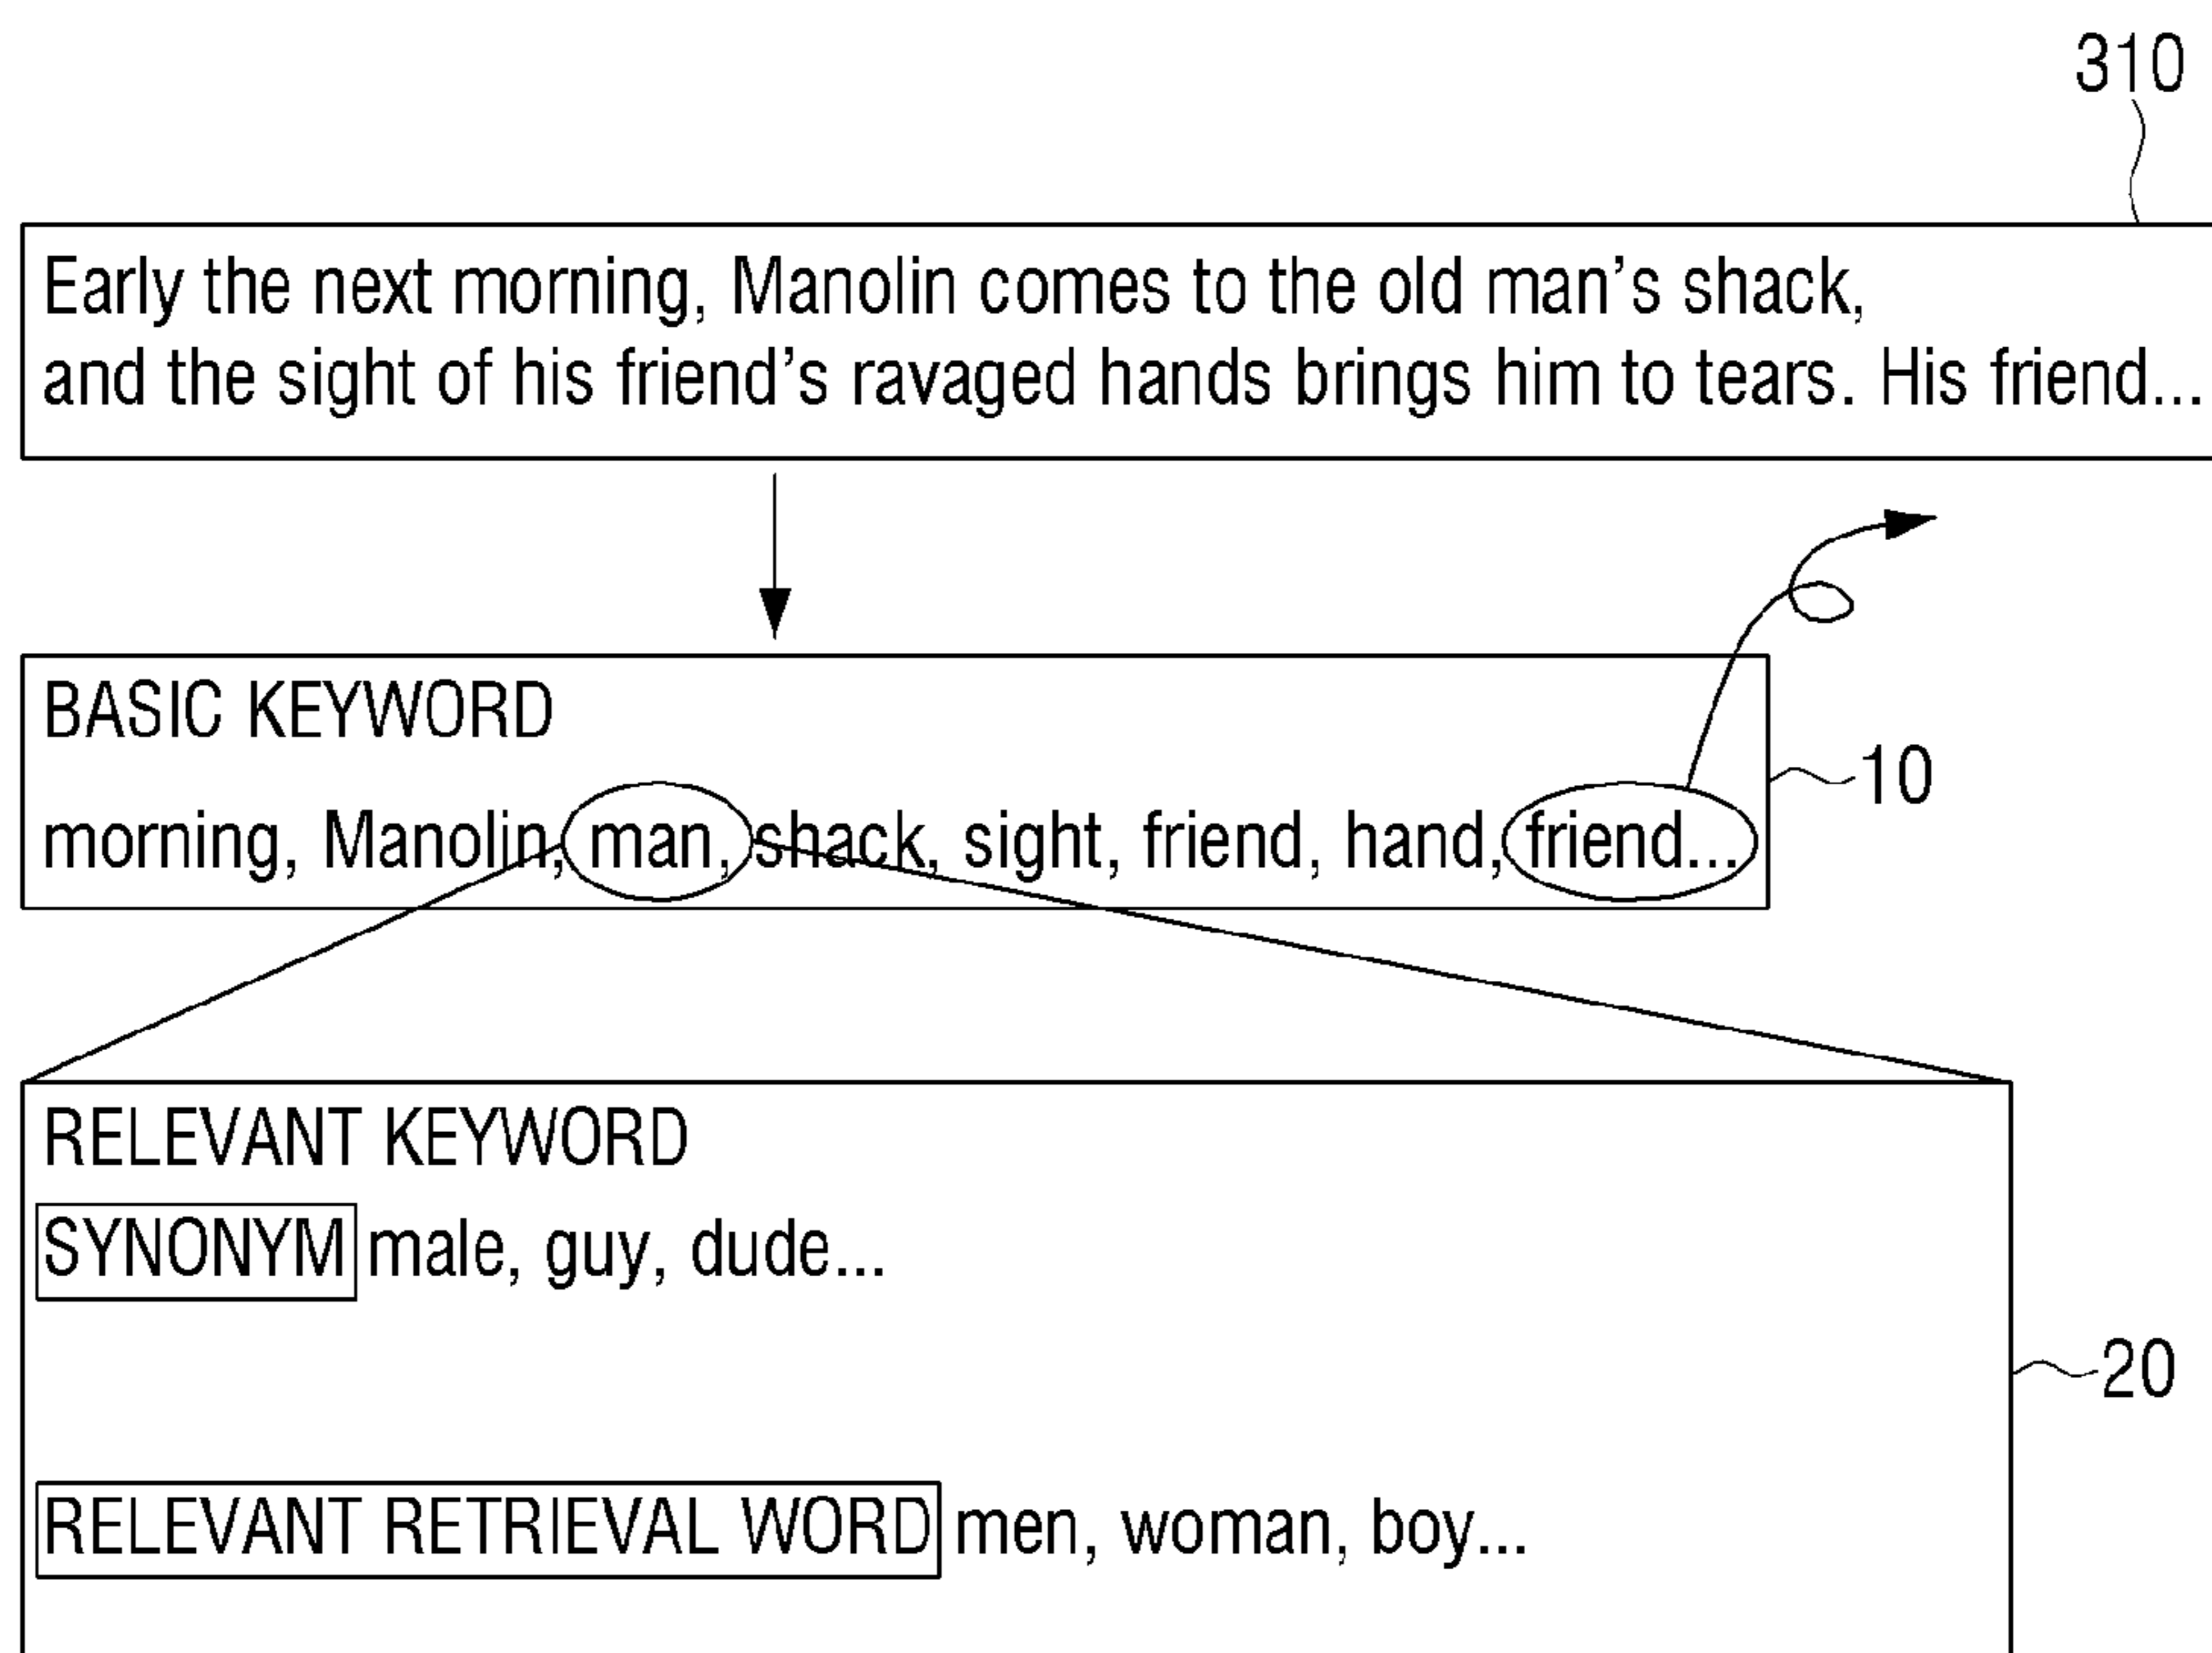 310
Early the next morning, Manolin comes to the old man’s shack,
and the sight of his friend’s ravaged hands brings him to tears. His friend...
BASIC KEYWORD
10
morning, Manolin, man, shack, sight, friend, hand, friend...
RELEVANT KEYWORD
SYNONYM male, guy, dude...
20
RELEVANT RETRIEVAL WORD men, woman, boy...